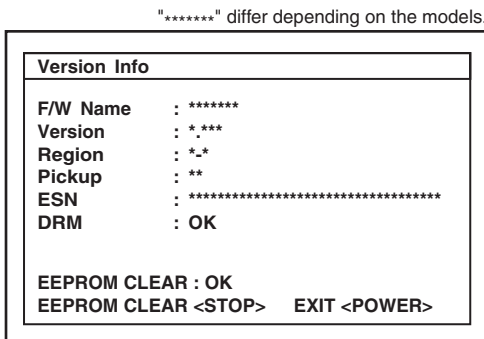 "*******" differ depending on the models.
Version Info
F/W Name : *******
Version : *.***
Region : *-*
Pickup : **
ESN : ***********************************
DRM : OK
EEPROM CLEAR : OK
EEPROM CLEAR <STOP> EXIT <POWER>